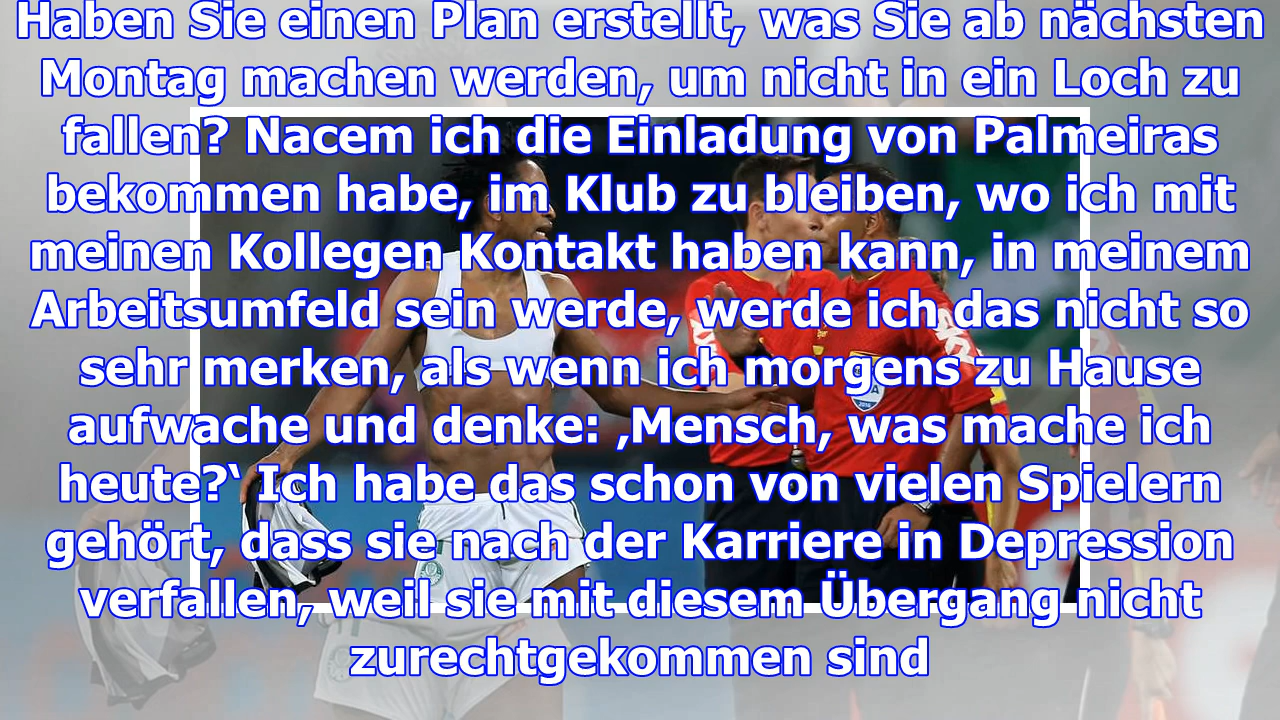 Haben Sie einen Plan erstellt, was Sie ab nächsten
Montag machen werden, um nicht in ein Loch zu
fallen? Nacem ich die Einladung von Palmeiras
bekommen habe, im Klub zu bleiben, wo ich mit
meinen Kollegen Kontakt haben kann, in meinem
Arbeitsumfeld sein werde, werde ich das nicht so
sehr merken, als wenn ich morgens zu Hause
aufwache und denke: ‚Mensch, was mache ich
heute?‘ Ich habe das schon von vielen Spielern
gehört, dass sie nach der Karriere in Depression
verfallen, weil sie mit diesem Übergang nicht
zurechtgekommen sind